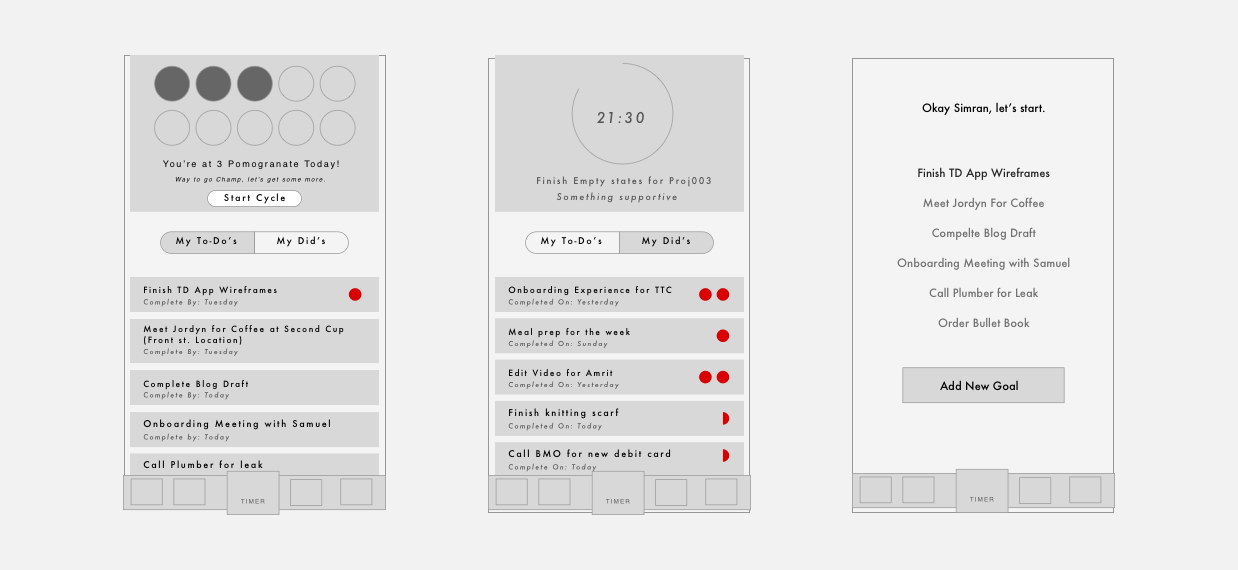 You're at 3 Pomogranate Today!
Way to go Champ, let's get some more.
Start Cycle
My To-Do's
My Did's
Finish TD App Wireframes
Complete By: Tuesday
Meet Jordyn for Coffee at Second Cup
(Front st. Location)
Complete By: Tuesday
Complete Blog Draft
Complete By: Today
Onboarding Meeting with Samuel
Complete by: Today
Call Plumber for leak
TIMER
21:30
Finish Empty states for Proj003
Something supportive
My To-Do's
My Did's
Onboarding Experience for TTC
Completed On: Yesterday
Meal prep for the week
Completed On: Sunday
Edit Video for Amrit
Completed On: Yesterday
Finish knitting scarf
Completed On: Today
Call BMO for new debit card
Complete On: Today
TIMER
Okay Simran, let's start.
Finish TD App Wireframes
Meet Jordyn For Coffee
Compelte Blog Draft
Onboarding Meeting with Samuel
Call Plumber for Leak
Order Bullet Book
Add New Goal
TIMER